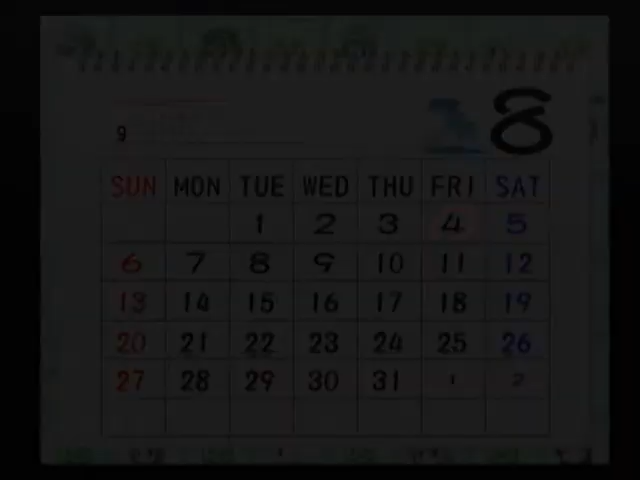 8
9
SUN MON TUE WED THU FRI SAT
1 2 3 4 5
6 7 8 9 10 11 12
13 14 15 16 17 18 19
20 21 22 23 24 25 26
27 28 29 30 31 1 2